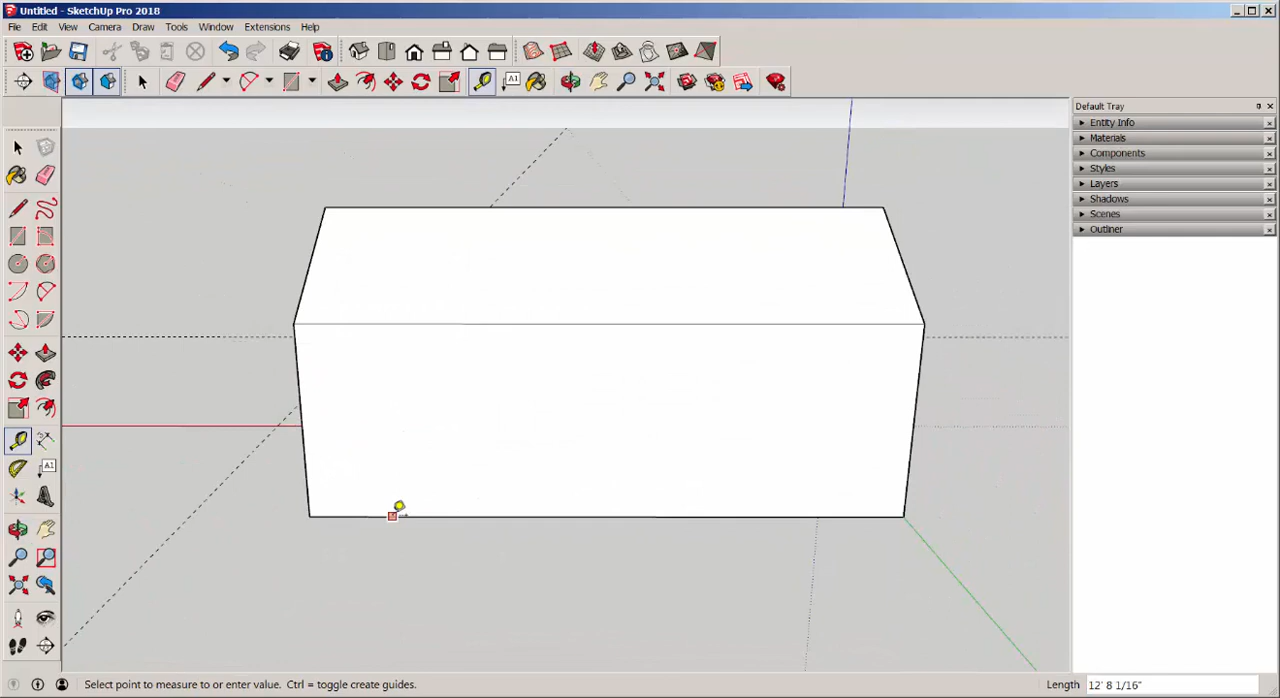 Untitled - SketchUp Pro 2018
File Edit View Camera Draw Tools Window Extensions Help
A1
Default Tray
Entity Info
Materials
Components
Styles
Layers
Shadows
Scenes
Outliner
A1
Select point to measure to or enter value. Ctrl = toggle create guides.
Length 12' 8 1/16"